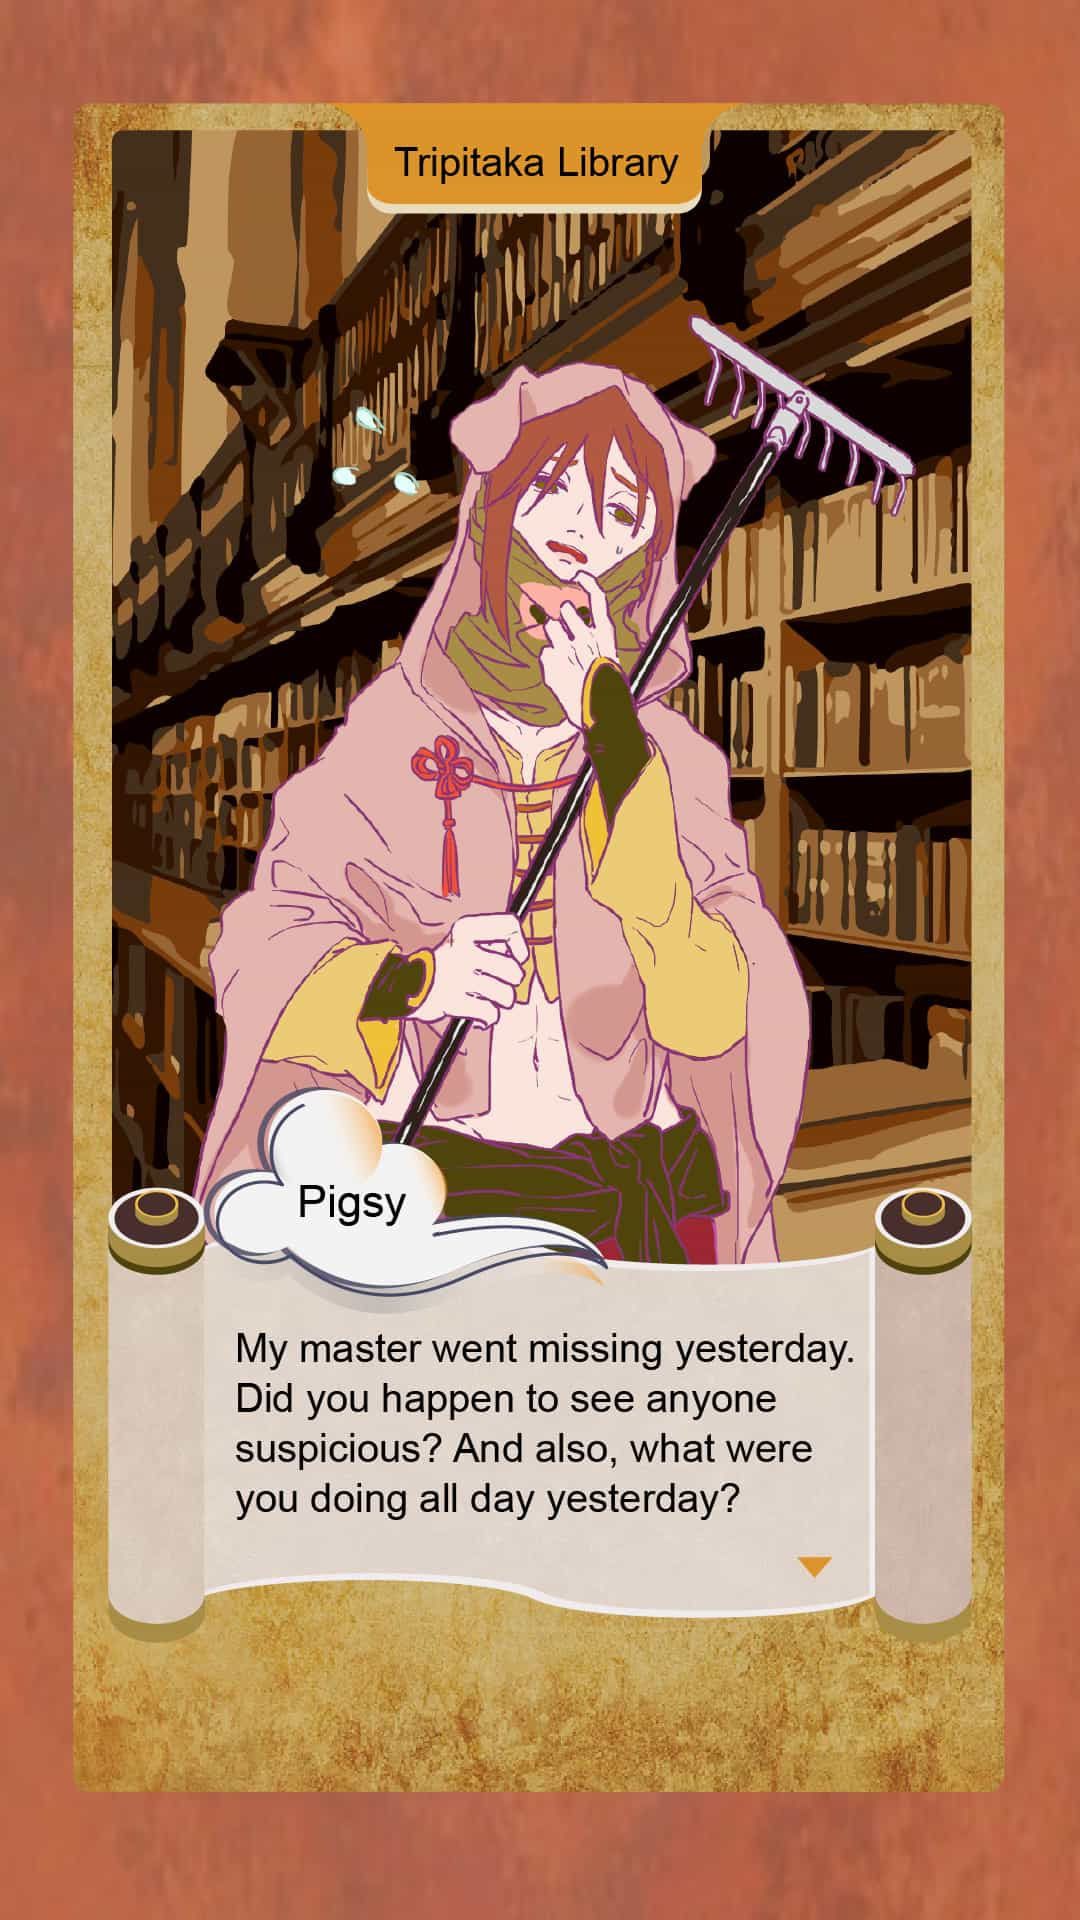 Tripitaka Library
Pigsy
My master went missing yesterday.
Did you happen to see anyone
suspicious? And also, what were
you doing all day yesterday?